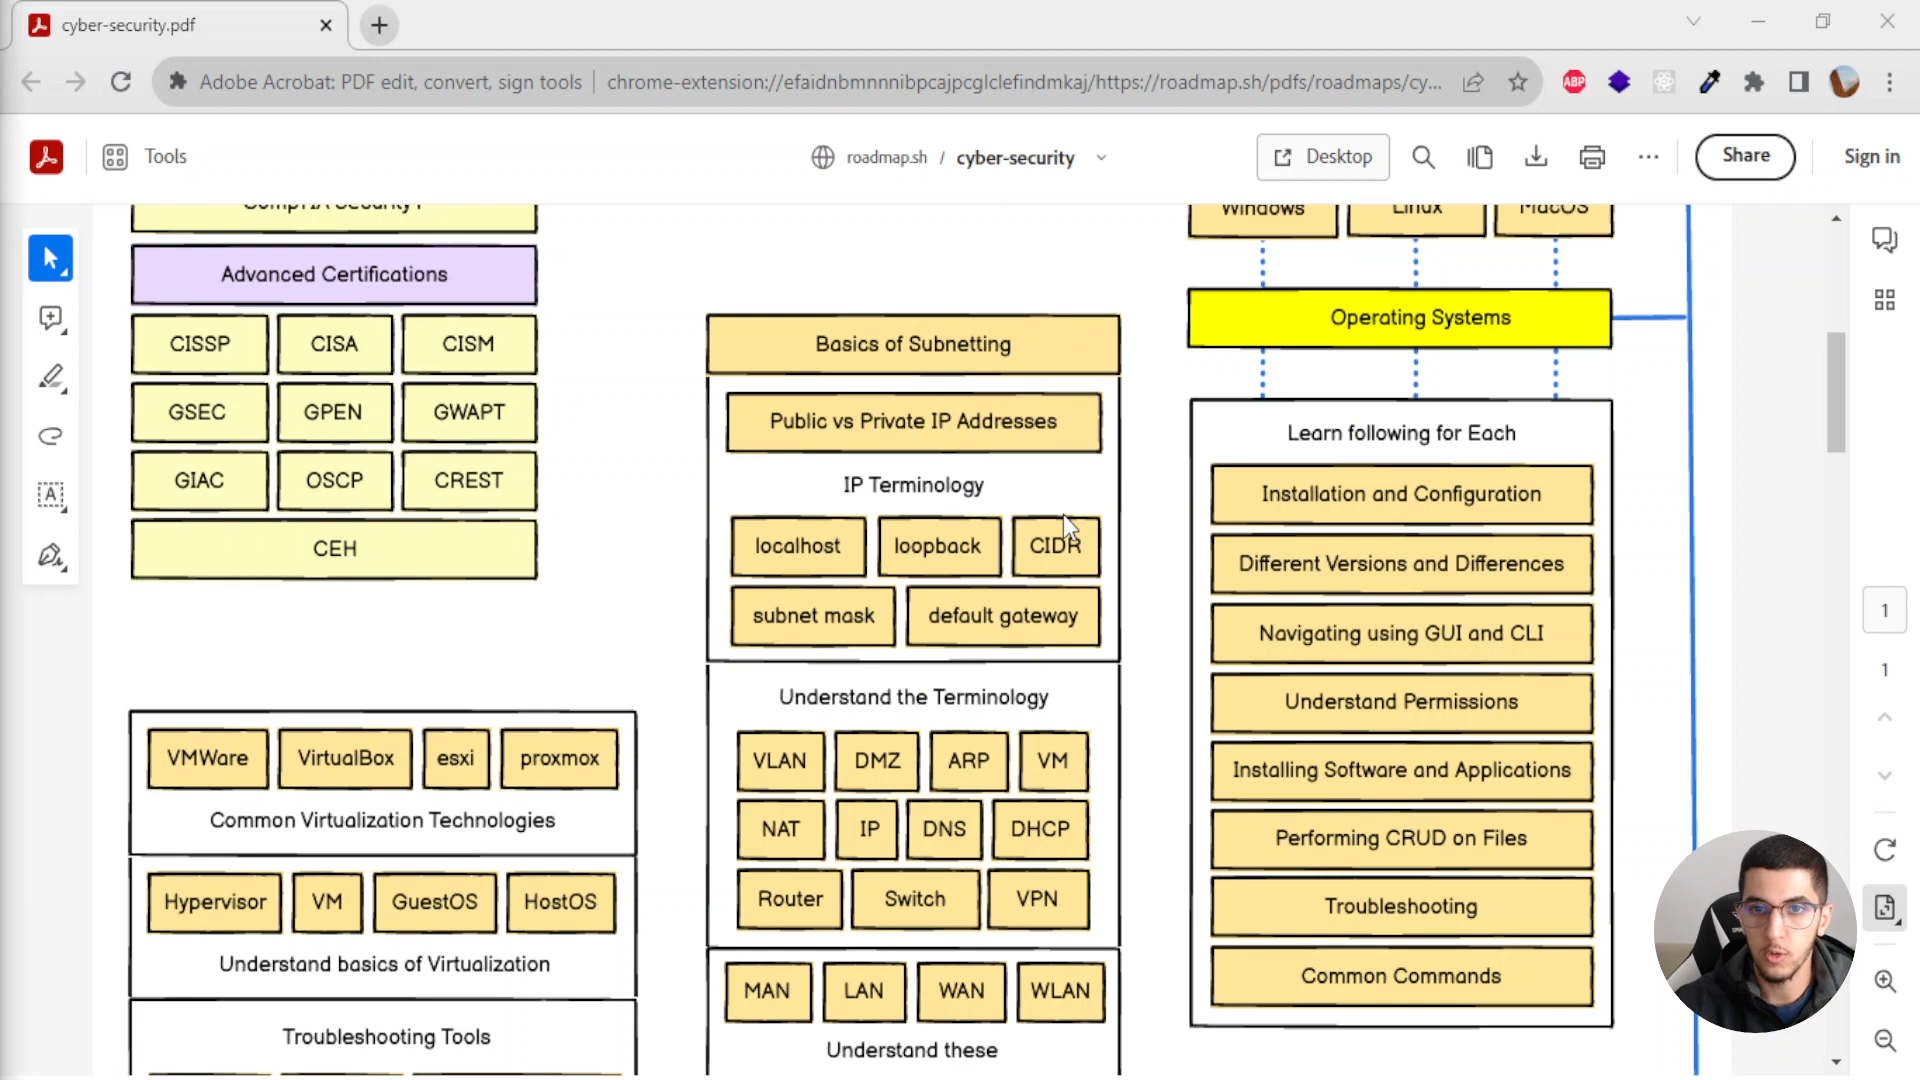 cyber-security.pdf
Adobe Acrobat: PDF edit, convert, sign tools
chrome-extension://efaidnbmnnnibpcajpcglclefindmkaj/https://roadmap.sh/pdfs/roadmaps/cy...
ABP
Tools
roadmap.sh / cyber-security
Desktop
Share
Sign in
CompTIA Security+
Advanced Certifications
CISSP
CISA
CISM
GSEC
GPEN
GWAPT
GIAC
OSCP
CREST
CEH
VMWare
VirtualBox
esxi
proxmox
Common Virtualization Technologies
Hypervisor
VM
GuestOS
HostOS
Understand basics of Virtualization
Troubleshooting Tools
Basics of Subnetting
Public vs Private IP Addresses
IP Terminology
localhost
loopback
CIDR
subnet mask
default gateway
Understand the Terminology
VLAN
DMZ
ARP
VM
NAT
IP
DNS
DHCP
Router
Switch
VPN
MAN
LAN
WAN
WLAN
Understand these
Windows
Linux
MacOS
Operating Systems
Learn following for Each
Installation and Configuration
Different Versions and Differences
Navigating using GUI and CLI
Understand Permissions
Installing Software and Applications
Performing CRUD on Files
Troubleshooting
Common Commands
1
1